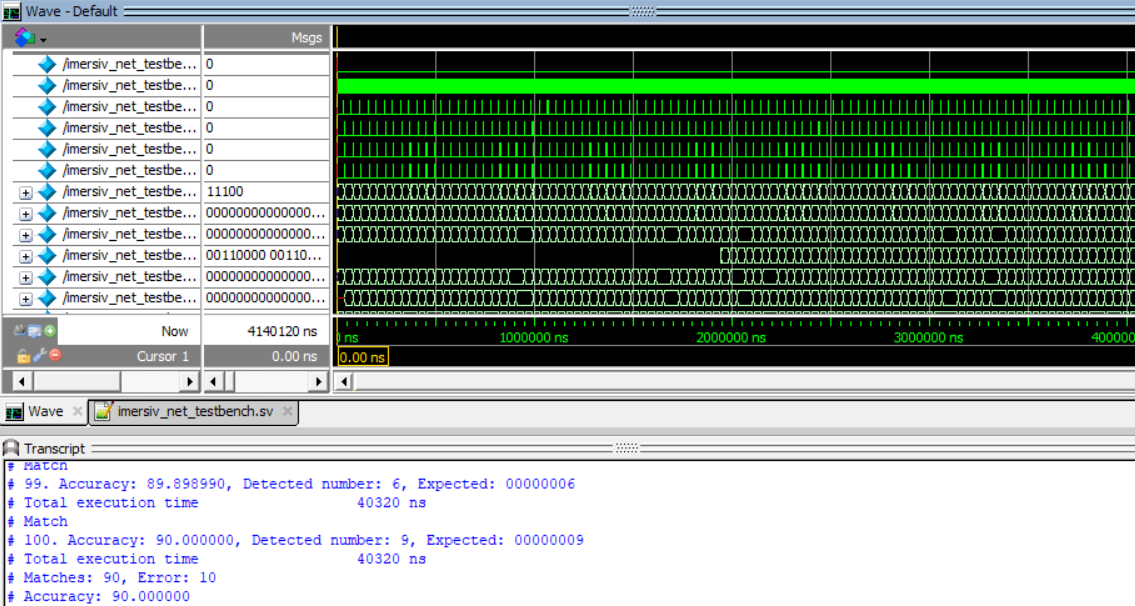 Wave - Default
Msgs
/imersiv_net_testbe... 0
/imersiv_net_testbe... 0
/imersiv_net_testbe... 0
/imersiv_net_testbe... 0
/imersiv_net_testbe... 0
/imersiv_net_testbe... 0
/imersiv_net_testbe... 11100
/imersiv_net_testbe... 00000000000000...
/imersiv_net_testbe... 00000000000000...
/imersiv_net_testbe... 00110000 00110...
/imersiv_net_testbe... 00000000000000...
/imersiv_net_testbe... 00000000000000...
Now 4140120 ns ns 1000000 ns 2000000 ns 3000000 ns 400000
Cursor 1 0.00 ns 0.00 ns
Wave imersiv_net_testbench.sv
Transcript
# Match
# 99. Accuracy: 89.898990, Detected number: 6, Expected: 00000006
# Total execution time 40320 ns
# Match
# 100. Accuracy: 90.000000, Detected number: 9, Expected: 00000009
# Total execution time 40320 ns
# Matches: 90, Error: 10
# Accuracy: 90.000000